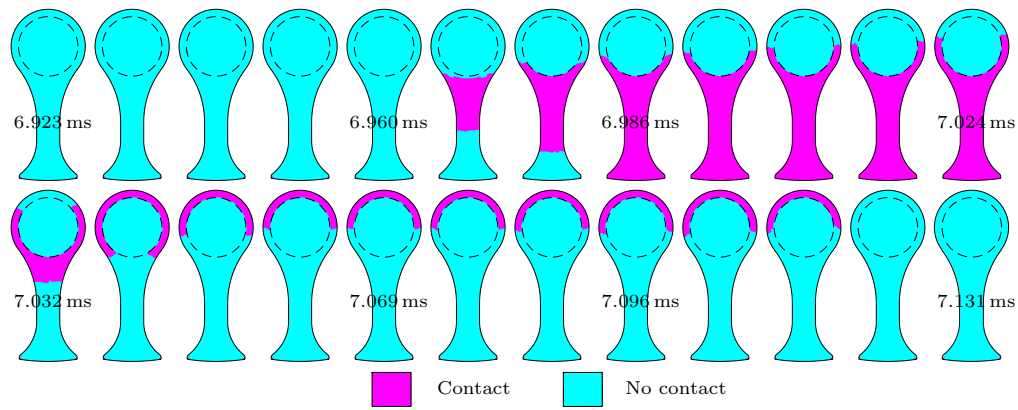 6.923 ms 6.960 ms 6.986 ms 7.024 ms
7.032 ms 7.069 ms 7.096 ms 7.131 ms
Contact No contact